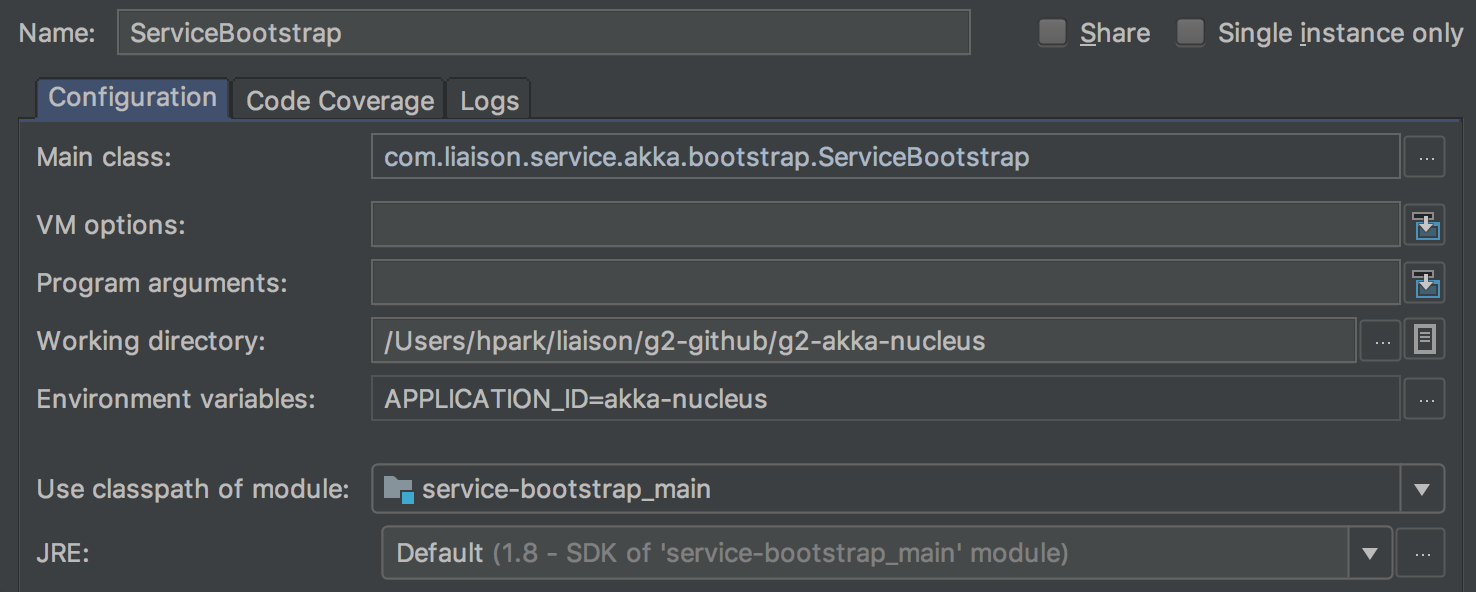 Name: ServiceBootstrap Share Single instance only
Configuration Code Coverage Logs
Main class: com.liaison.service.akka.bootstrap.ServiceBootstrap ...
VM options:
Program arguments:
Working directory: /Users/hpark/liaison/g2-github/g2-akka-nucleus ...
Environment variables: APPLICATION_ID=akka-nucleus ...
Use classpath of module: service-bootstrap_main
JRE: Default (1.8 - SDK of 'service-bootstrap_main' module) ...